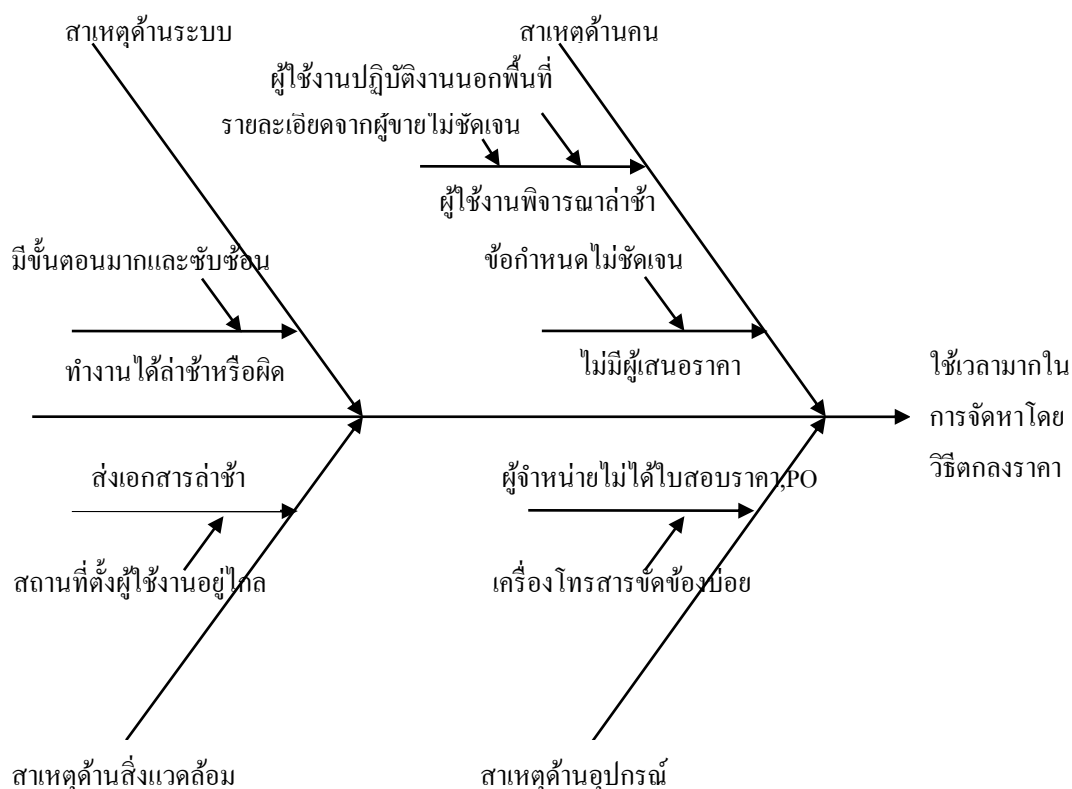 สาเหตุด้านระบบ
สาเหตุด้านคน
ผู้ใช้งานปฏิบัติงานนอกพื้นที่
รายละเอียดจากผู้ขายไม่ชัดเจน
ผู้ใช้งานพิจารณาล่าช้า
มีขั้นตอนมากและซับซ้อน
ข้อกำหนดไม่ชัดเจน
ทำงานได้ล่าช้าหรือผิด
ไม่มีผู้เสนอราคา
ใช้เวลามากใน
การจัดหาโดย
วิธีตกลงราคา
ส่งเอกสารล่าช้า
ผู้จำหน่ายไม่ได้ใบสอบราคา,PO
สถานที่ตั้งผู้ใช้งานอยู่ไกล
เครื่องโทรสารขัดข้องบ่อย
สาเหตุด้านสิ่งแวดล้อม
สาเหตุด้านอุปกรณ์